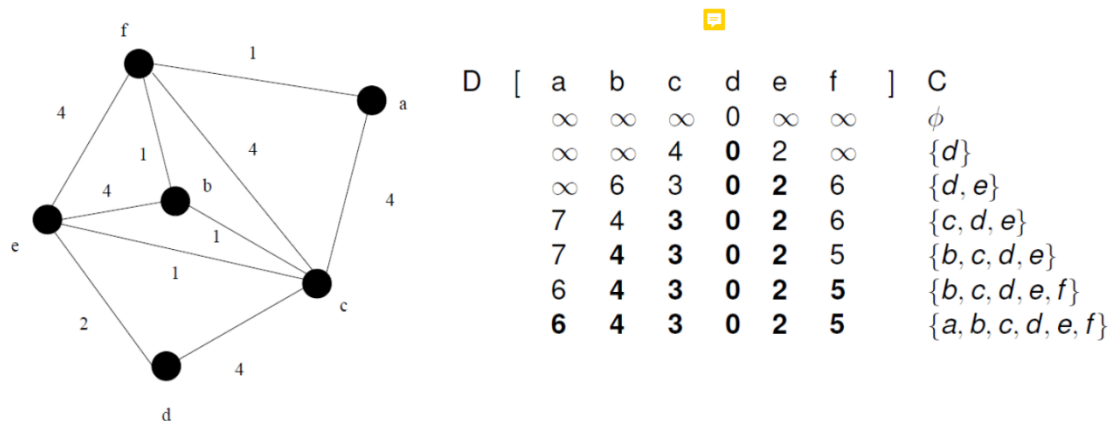 f
1
a
4
4
1
4
b
4
4
1
e
1
c
2
4
d
D [ a b c d e f ] C
∞ ∞ ∞ 0 ∞ ∞ ϕ
∞ ∞ 4 0 2 ∞ {d}
∞ 6 3 0 2 6 {d, e}
7 4 3 0 2 6 {c, d, e}
7 4 3 0 2 5 {b, c, d, e}
6 4 3 0 2 5 {b, c, d, e, f}
6 4 3 0 2 5 {a, b, c, d, e, f}